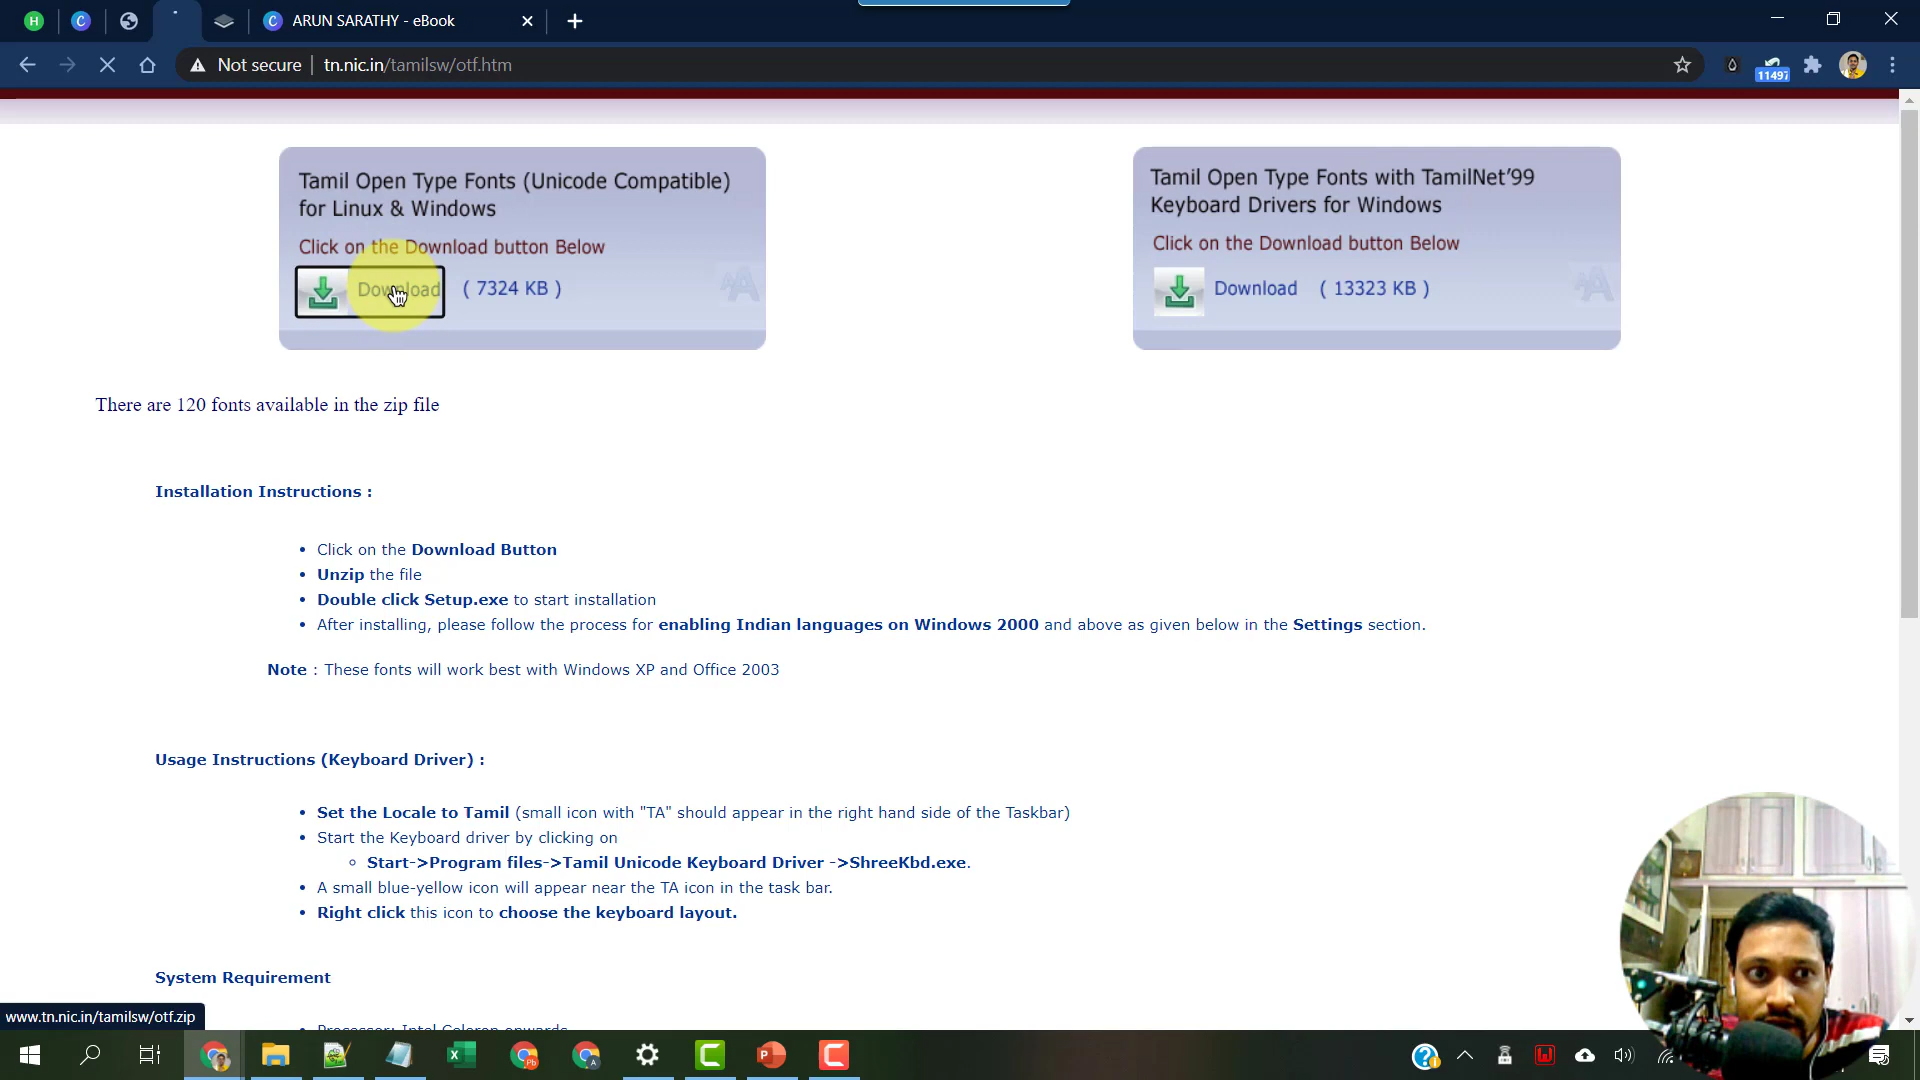 ARUN SARATHY - eBook
Not secure
tn.nic.in/tamilsw/otf.htm
11497
Tamil Open Type Fonts (Unicode Compatible)
for Linux & Windows
Click on the Download button Below
Download ( 7324 KB )
Tamil Open Type Fonts with TamilNet'99
Keyboard Drivers for Windows
Click on the Download button Below
Download ( 13323 KB )
There are 120 fonts available in the zip file
Installation Instructions :
• Click on the Download Button
• Unzip the file
• Double click Setup.exe to start installation
• After installing, please follow the process for enabling Indian languages on Windows 2000 and above as given below in the Settings section.
Note : These fonts will work best with Windows XP and Office 2003
Usage Instructions (Keyboard Driver) :
• Set the Locale to Tamil (small icon with "TA" should appear in the right hand side of the Taskbar)
• Start the Keyboard driver by clicking on
◦ Start->Program files->Tamil Unicode Keyboard Driver ->ShreeKbd.exe.
• A small blue-yellow icon will appear near the TA icon in the task bar.
• Right click this icon to choose the keyboard layout.
System Requirement
• Processor: Intel Celeron onwards
www.tn.nic.in/tamilsw/otf.zip